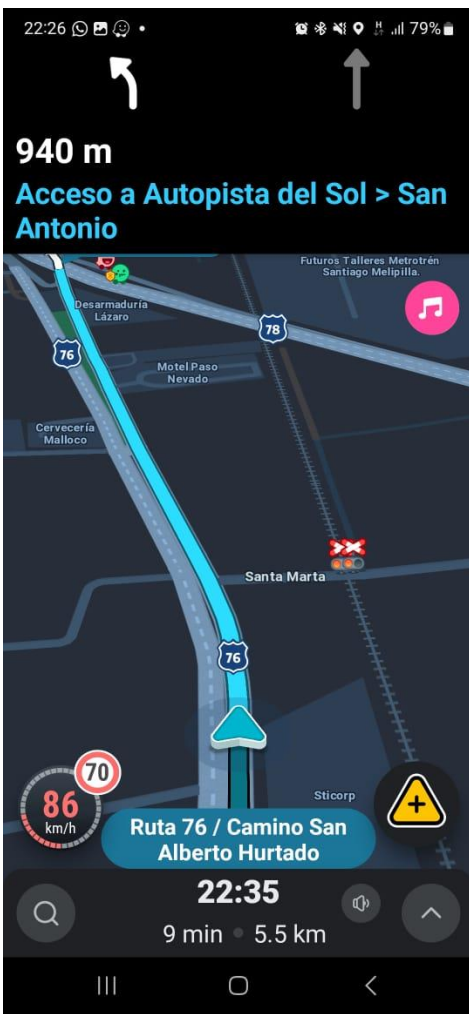 22:26
79%
940 m
Acceso a Autopista del Sol > San
Antonio
Futuros Talleres Metrotrén
Santiago Melipilla.
Desarmaduría
Lázaro
78
76
Motel Paso
Nevado
Cervecería
Malloco
Santa Marta
76
70
86
km/h
Sticorp
Ruta 76 / Camino San
Alberto Hurtado
22:35
9 min 5.5 km